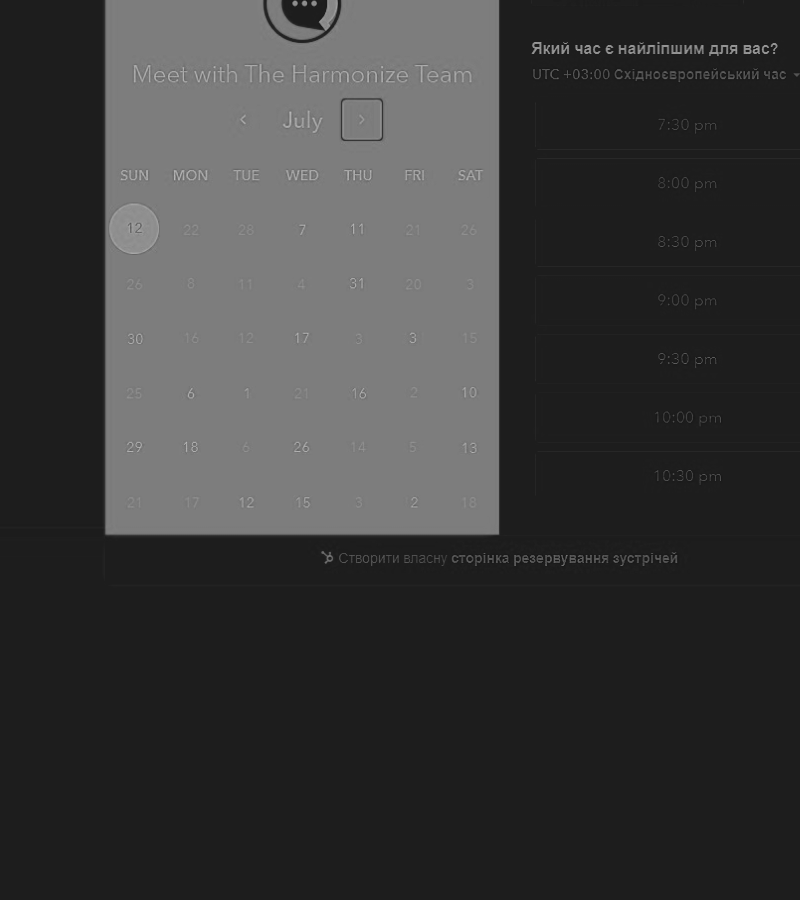 Meet with The Harmonize Team
July
SUN MON TUE WED THU FRI SAT
12 22 28 7 11 21 26
26 8 11 4 31 20 3
30 16 12 17 3 3 15
25 6 1 21 16 2 10
29 18 6 26 14 5 13
21 17 12 15 3 2 18
Який час є найліпшим для вас?
UTC +03:00 Східноєвропейський час
7:30 pm
8:00 pm
8:30 pm
9:00 pm
9:30 pm
10:00 pm
10:30 pm
Створити власну сторінка резервування зустрічей